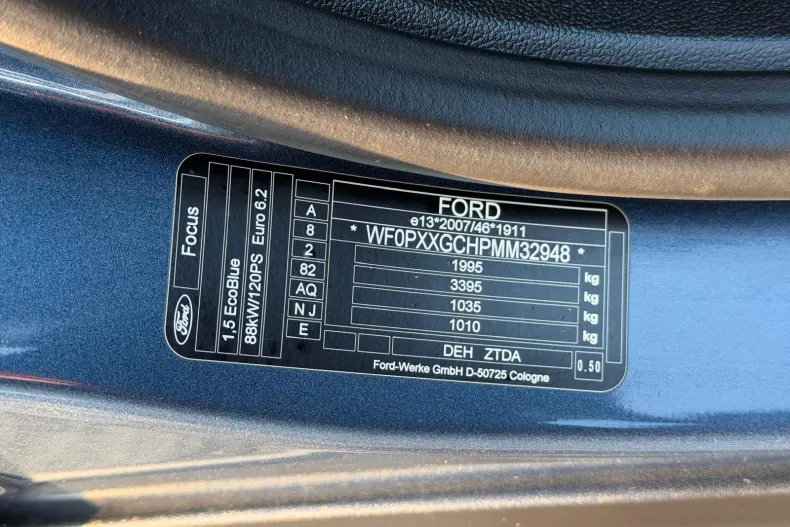 Focus
Ford
1,5 EcoBlue
88kW/120PS Euro 6.2
A
8
2
82
AQ
N J
E
FORD
e13*2007/46*1911
* WF0PXXGCHPMM32948 *
1995 kg
3395 kg
1035 kg
1010 kg
DEH ZTDA
0.50
Ford-Werke GmbH D-50725 Cologne